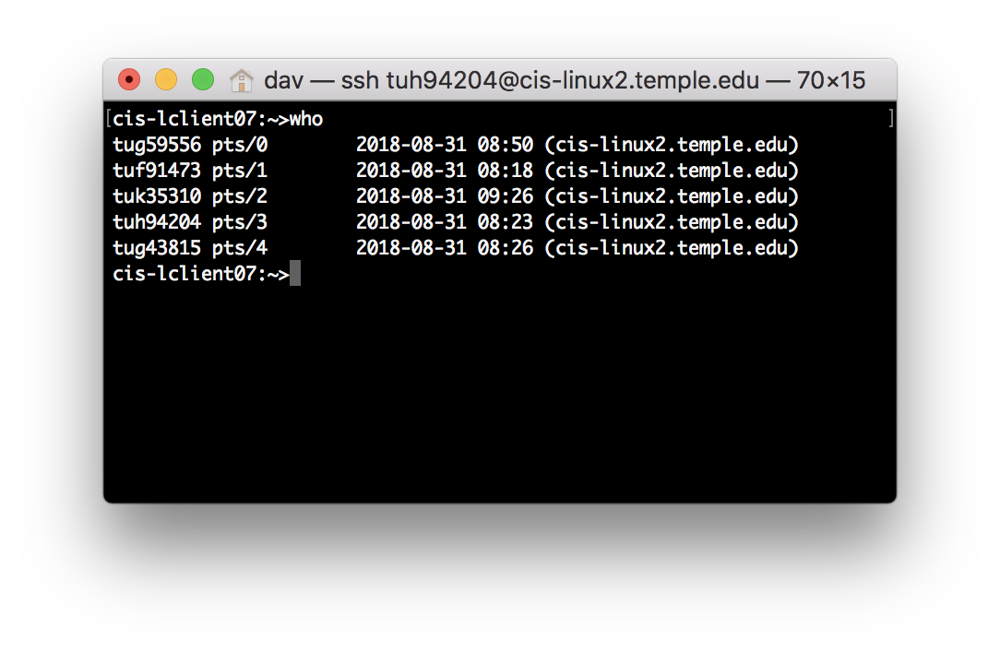 dav — ssh tuh94204@cis-linux2.temple.edu — 70×15
[cis-lclient07:~>who ]
tug59556 pts/0        2018-08-31 08:50 (cis-linux2.temple.edu)
tuf91473 pts/1        2018-08-31 08:18 (cis-linux2.temple.edu)
tuk35310 pts/2        2018-08-31 09:26 (cis-linux2.temple.edu)
tuh94204 pts/3        2018-08-31 08:23 (cis-linux2.temple.edu)
tug43815 pts/4        2018-08-31 08:26 (cis-linux2.temple.edu)
cis-lclient07:~>